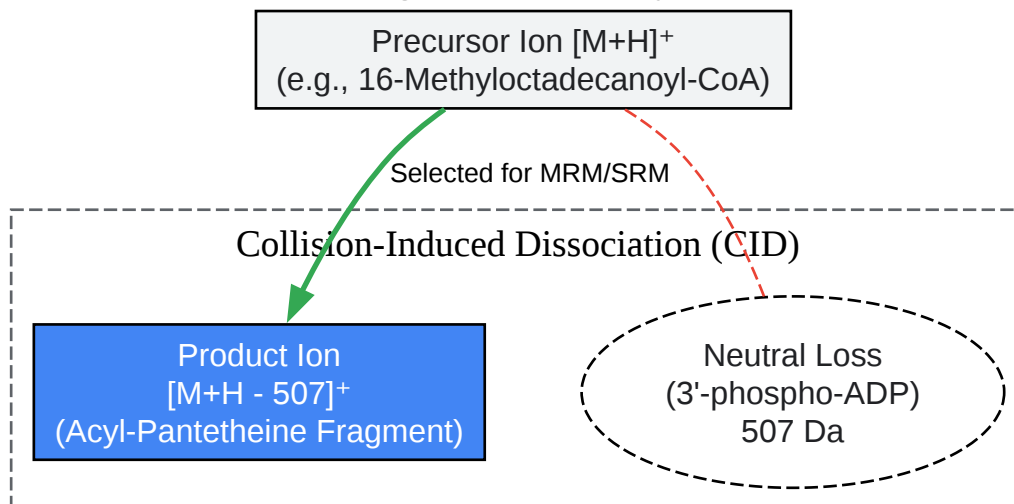 Precursor Ion [M+H]⁺
(e.g., 16-Methyloctadecanoyl-CoA)
Selected for MRM/SRM
Collision-Induced Dissociation (CID)
Product Ion
[M+H - 507]⁺
(Acyl-Pantetheine Fragment)
Neutral Loss
(3'-phospho-ADP)
507 Da